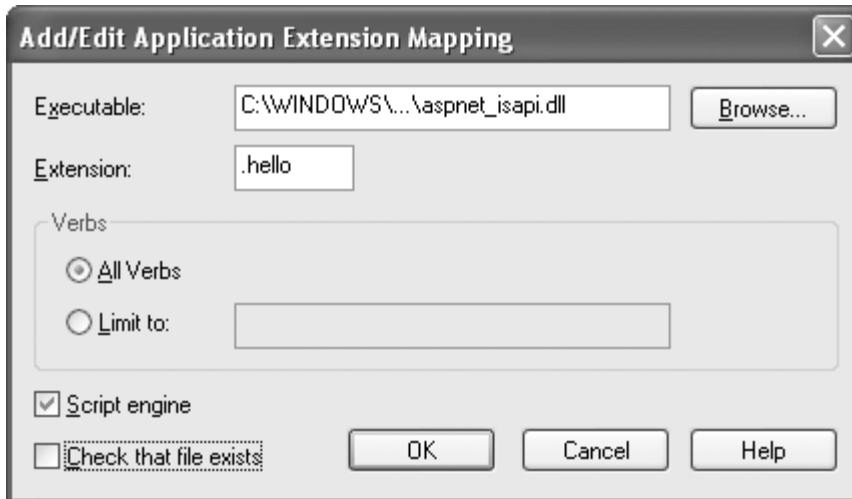 Add/Edit Application Extension Mapping
Executable: C:\WINDOWS\...\aspnet_isapi.dll Browse...
Extension: .hello
Verbs
All Verbs
Limit to:
Script engine
Check that file exists OK Cancel Help